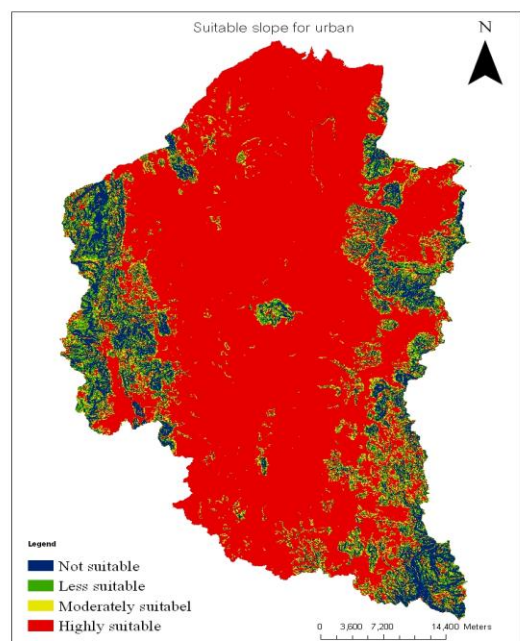 Suitable slope for urban
N
Legend
Not suitable
Less suitable
Moderately suitabel
Highly suitable
0 3,600 7,200 14,400 Meters